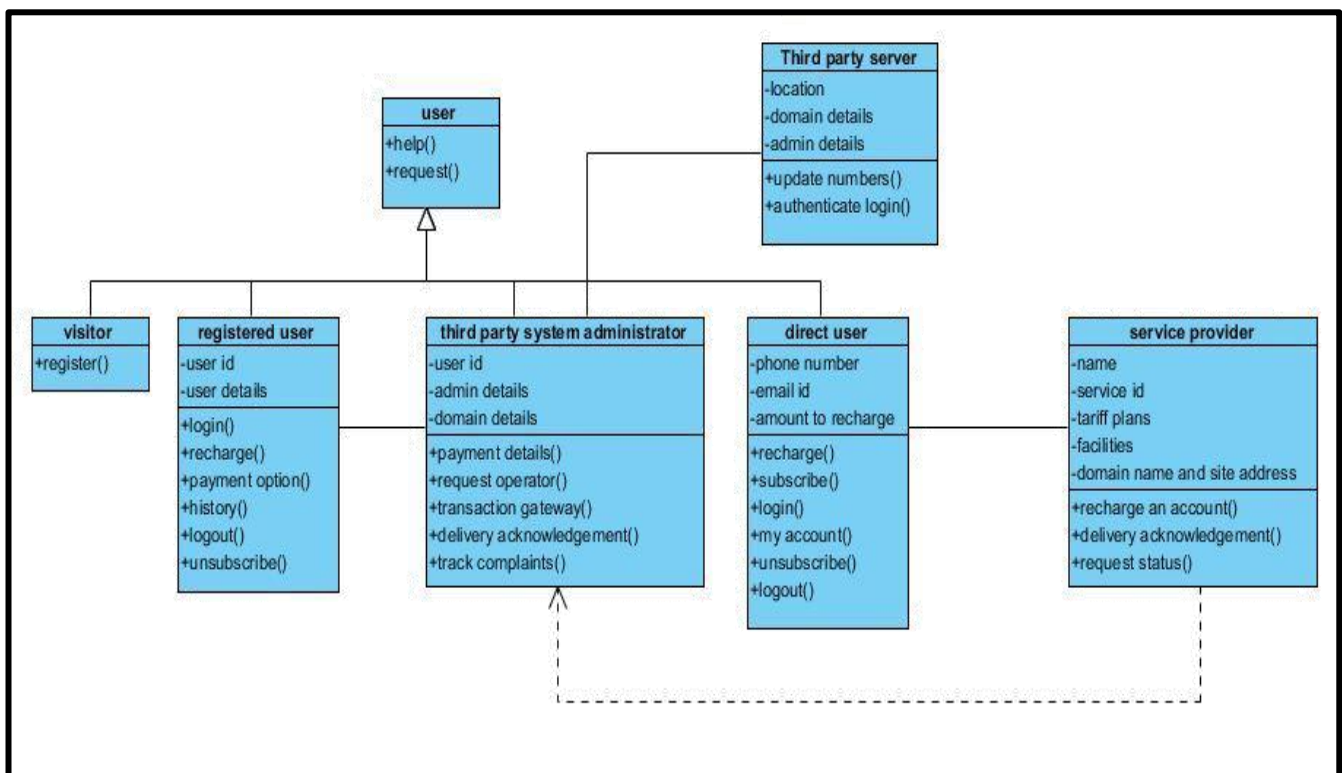 Third party server
-location
-domain details
-admin details
+update numbers()
+authenticate login()
user
+help()
+request()
visitor
+register()
registered user
-user id
-user details
+login()
+recharge()
+payment option()
+history()
+logout()
+unsubscribe()
third party system administrator
-user id
-admin details
-domain details
+payment details()
+request operator()
+transaction gateway()
+delivery acknowledgement()
+track complaints()
direct user
-phone number
-email id
-amount to recharge
+recharge()
+subscribe()
+login()
+my account()
+unsubscribe()
+logout()
service provider
-name
-service id
-tariff plans
-facilities
-domain name and site address
+recharge an account()
+delivery acknowledgement()
+request status()